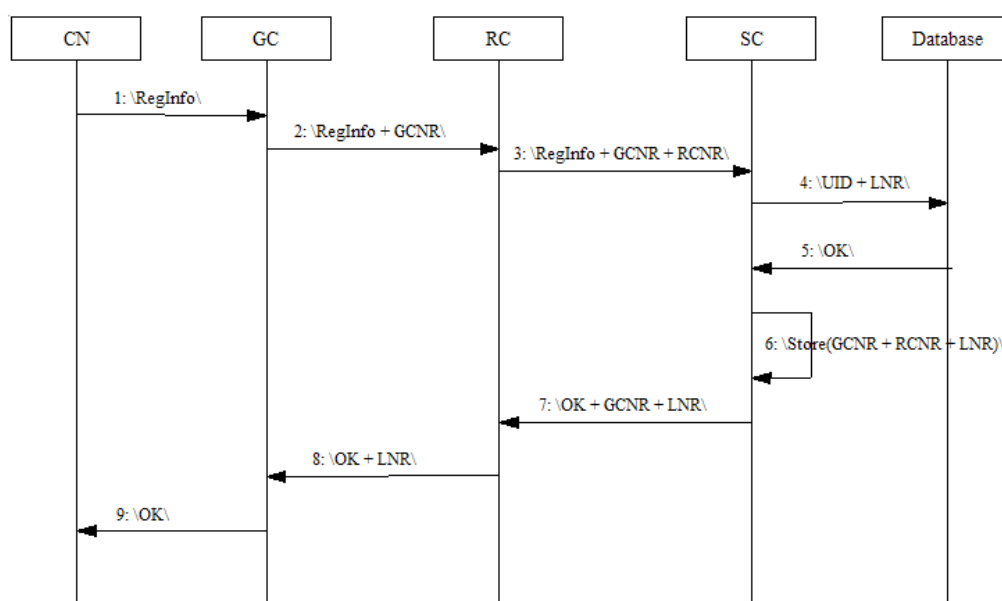 CN GC RC SC Database
1: \RegInfo\
2: \RegInfo + GCNR\
3: \RegInfo + GCNR + RCNR\
4: \UID + LNR\
5: \OK\
6: \Store(GCNR + RCNR + LNR)\
7: \OK + GCNR + LNR\
8: \OK + LNR\
9: \OK\